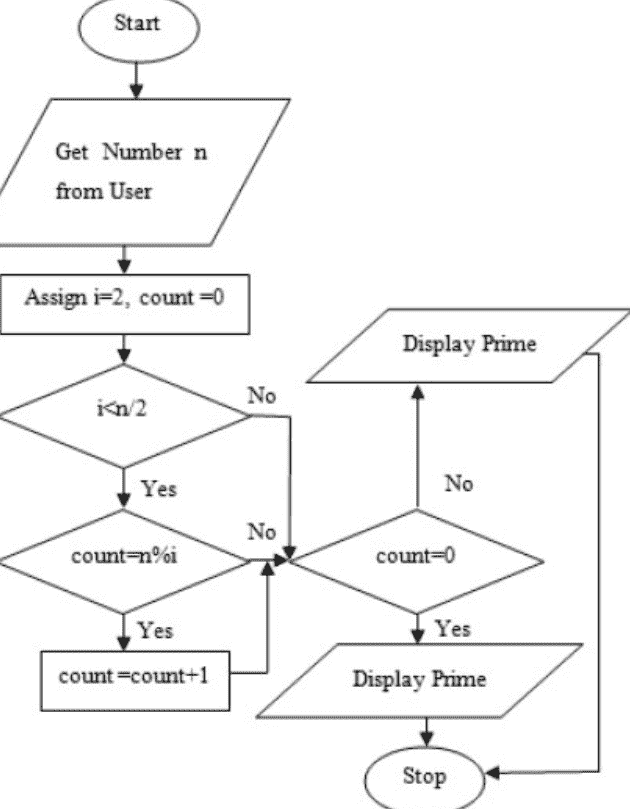 Start
Get Number n
from User
Assign i=2, count =0
i<n/2
No
Yes
count=n%i
No
Yes
count =count+1
Display Prime
No
count=0
Yes
Display Prime
Stop